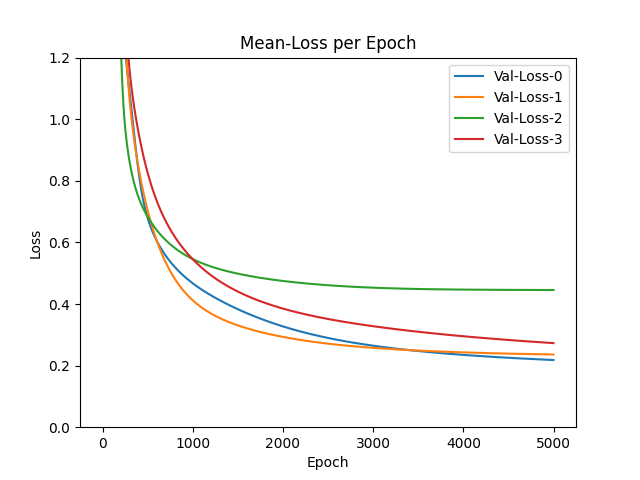 Mean-Loss per Epoch
1.2
1.0
0.8
0.6
0.4
0.2
0.0
Loss
Val-Loss-0
Val-Loss-1
Val-Loss-2
Val-Loss-3
0 1000 2000 3000 4000 5000
Epoch